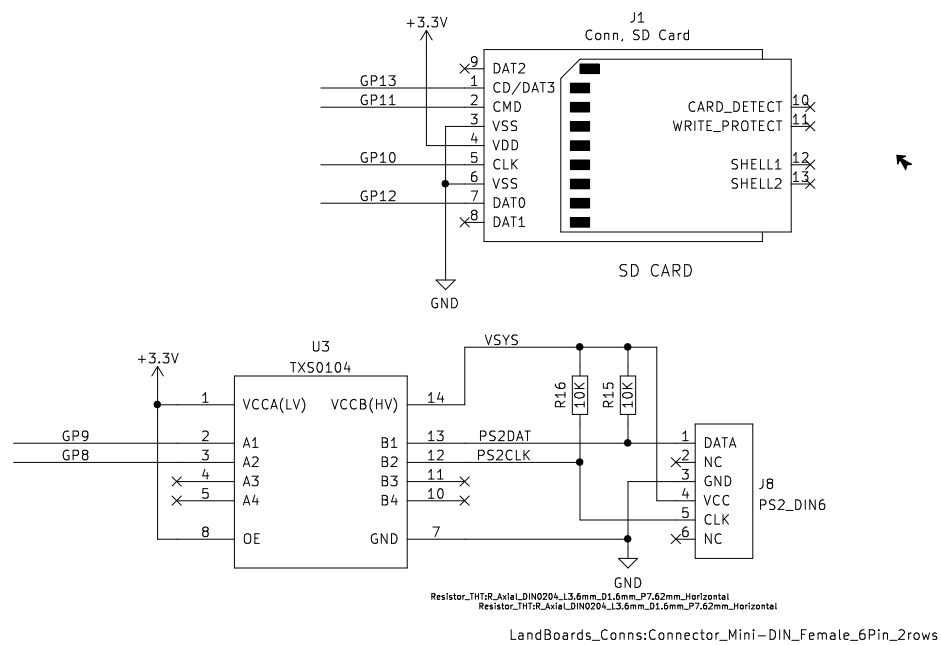 J1
Conn, SD Card
+3.3V
9 DAT2
GP13 1 CD/DAT3
GP11 2 CMD
CARD_DETECT 10
3 VSS
WRITE_PROTECT 11
4 VDD
GP10 5 CLK
SHELL1 12
6 VSS
SHELL2 13
GP12 7 DAT0
8 DAT1
SD CARD
GND
U3
TXS0104
+3.3V
VSYS
1 VCCA(LV) VCCB(HV) 14
R16 10K
R15 10K
GP9 2 A1 B1 13 PS2DAT 1 DATA
GP8 3 A2 B2 12 PS2CLK 2 NC
4 A3 B3 11 3 GND
5 A4 B4 10 4 VCC
5 CLK
8 OE GND 7 6 NC
J8
PS2_DIN6
GND
Resistor_THT:R_Axial_DIN0204_L3.6mm_D1.6mm_P7.62mm_Horizontal
Resistor_THT:R_Axial_DIN0204_L3.6mm_D1.6mm_P7.62mm_Horizontal
LandBoards_Conns:Connector_Mini-DIN_Female_6Pin_2rows